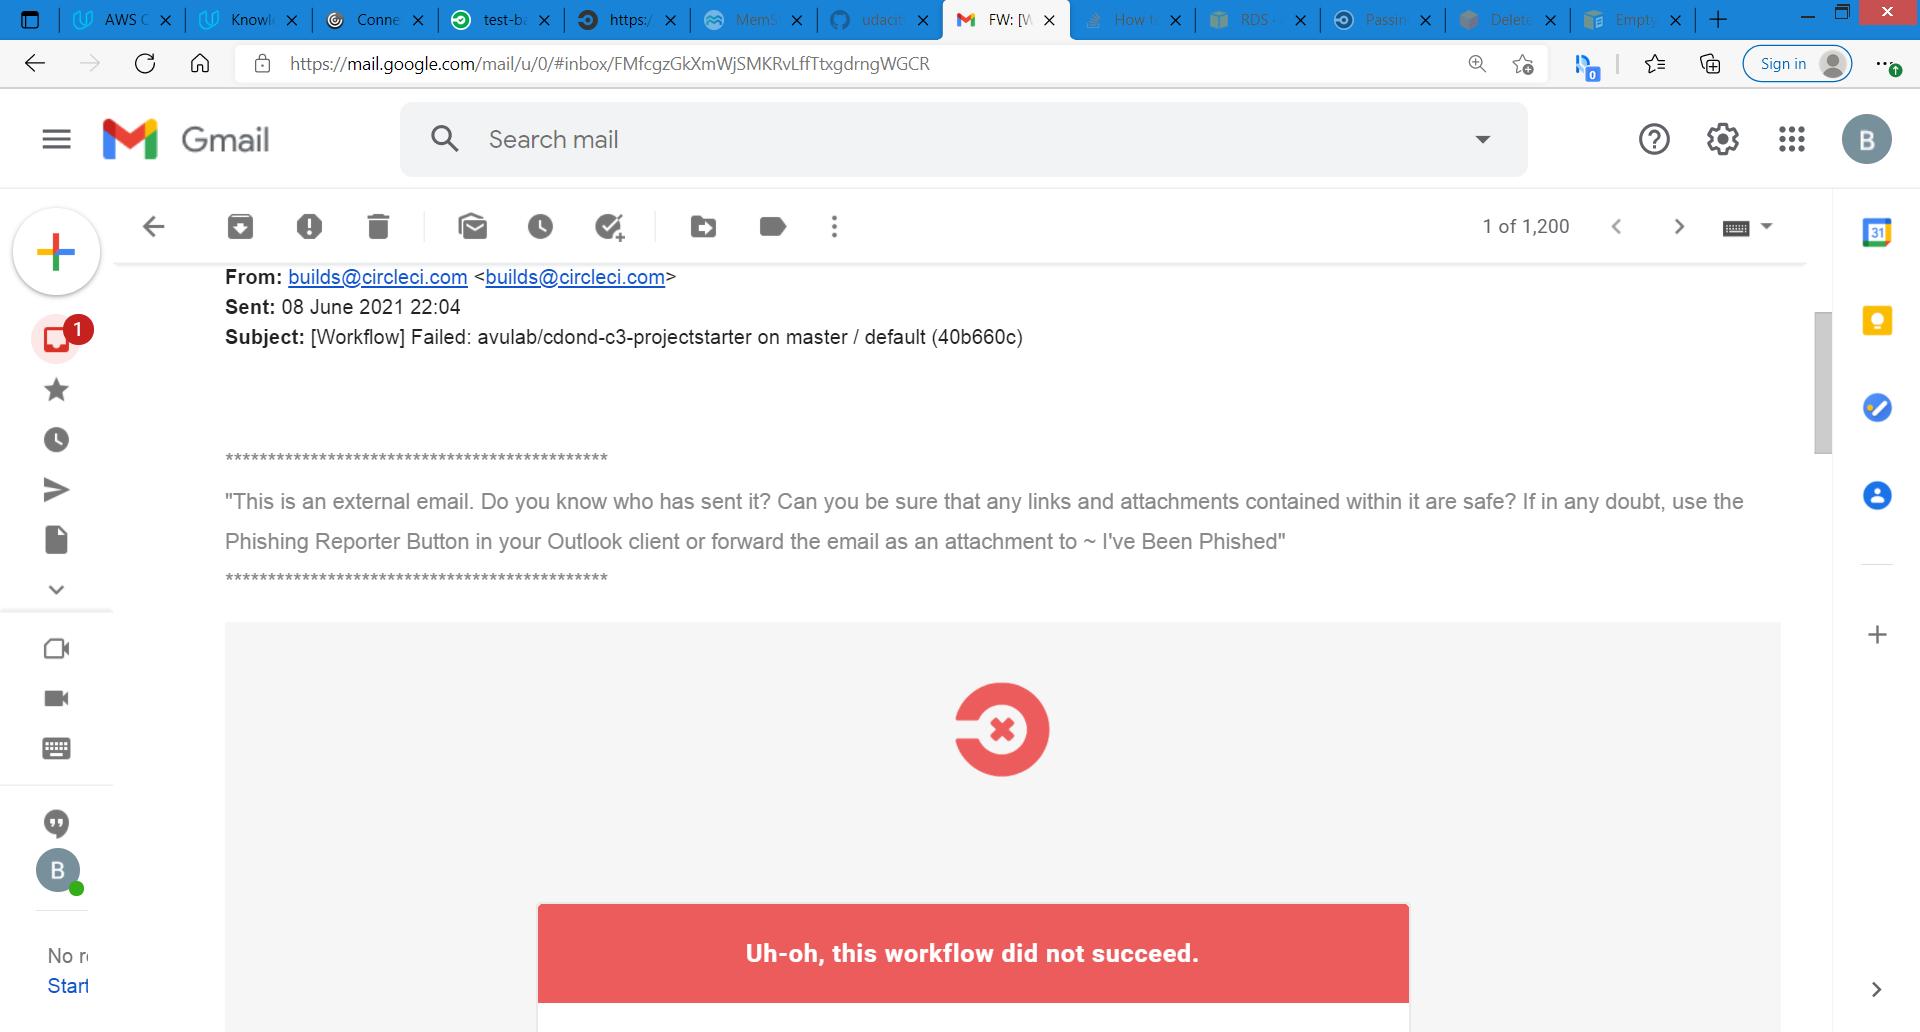 AWS C
Knowl
Conne
test-ba
https:/
MemS
udacit
FW: [W
How t
RDS
Passin
Delete
Empty
https://mail.google.com/mail/u/0/#inbox/FMfcgzGkXmWjSMKRvLffTtxgdrngWGCR
0
Sign in
Gmail
Search mail
B
1 of 1,200
31
1
From: builds@circleci.com <builds@circleci.com>
Sent: 08 June 2021 22:04
Subject: [Workflow] Failed: avulab/cdond-c3-projectstarter on master / default (40b660c)
*********************************************
"This is an external email. Do you know who has sent it? Can you be sure that any links and attachments contained within it are safe? If in any doubt, use the
Phishing Reporter Button in your Outlook client or forward the email as an attachment to ~ I've Been Phished"
*********************************************
B
No r
Start
Uh-oh, this workflow did not succeed.